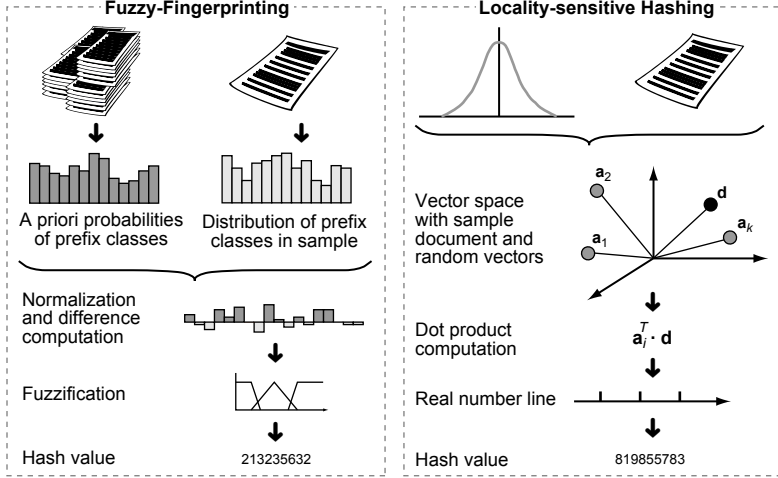 Fuzzy-Fingerprinting
A priori probabilities
of prefix classes
Distribution of prefix
classes in sample
Normalization
and difference
computation
Fuzzification
Hash value
213235632
Locality-sensitive Hashing
Vector space
with sample
document and
random vectors
a2
d
a1
ak
Dot product
computation
aiT · d
Real number line
Hash value
819855783